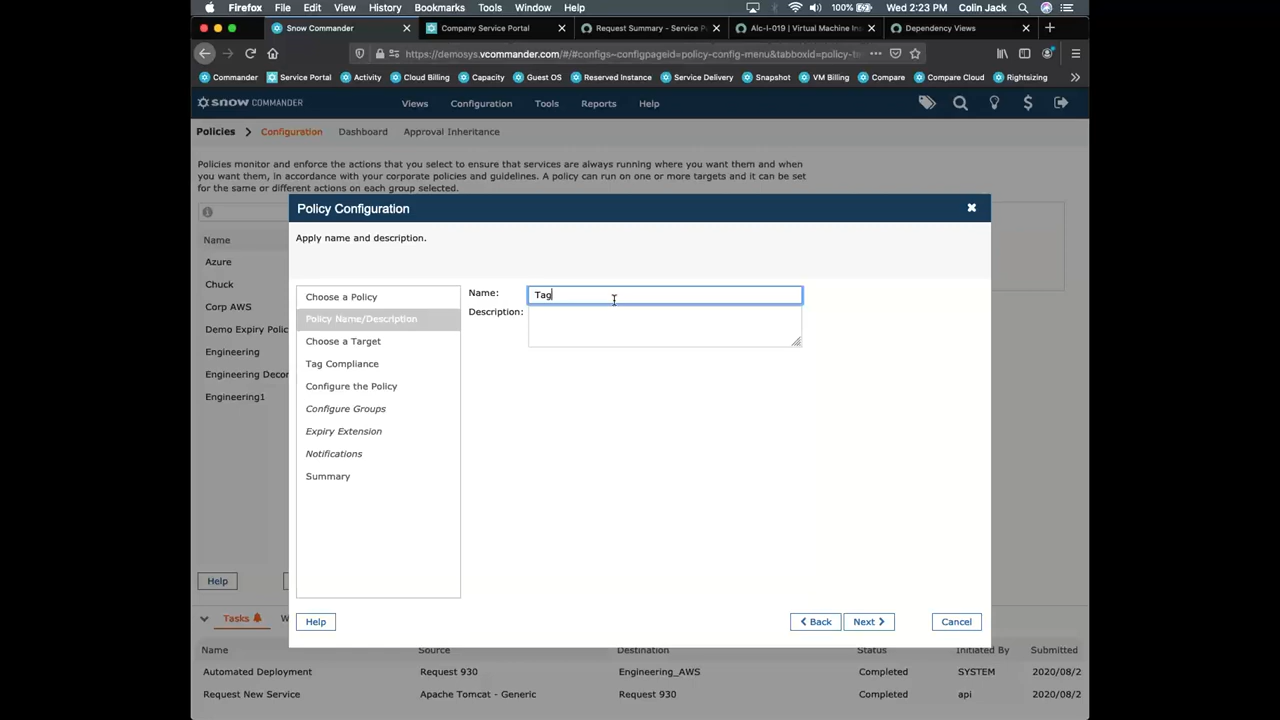 Firefox File Edit View History Bookmarks Tools Window Help 100% Wed 2:23 PM Colin Jack
Snow Commander Company Service Portal Request Summary - Service P Alc-I-019 | Virtual Machine Ins Dependency Views
https://demosys.vcommander.com/#/#configs-configpageid=policy-config-menu&tabboxid=policy-t
Commander Service Portal Activity Cloud Billing Capacity Guest OS Reserved Instance Service Delivery Snapshot VM Billing Compare Compare Cloud Rightsizing
snow COMMANDER Views Configuration Tools Reports Help
Policies Configuration Dashboard Approval Inheritance
Policies monitor and enforce the actions that you select to ensure that services are always running where you want them and when
you want them, in accordance with your corporate policies and guidelines. A policy can run on one or more targets and it can be set
for the same or different actions on each group selected.
Name
Azure
Chuck
Corp AWS
Demo Expiry Polic
Engineering
Engineering Decor
Engineering1
Help
Policy Configuration
Apply name and description.
Choose a Policy
Policy Name/Description
Choose a Target
Tag Compliance
Configure the Policy
Configure Groups
Expiry Extension
Notifications
Summary
Name: Tag
Description:
Help Back Next Cancel
Tasks W
Name Source Destination Status Initiated By Submitted
Automated Deployment Request 930 Engineering_AWS Completed SYSTEM 2020/08/2
Request New Service Apache Tomcat - Generic Request 930 Completed api 2020/08/2